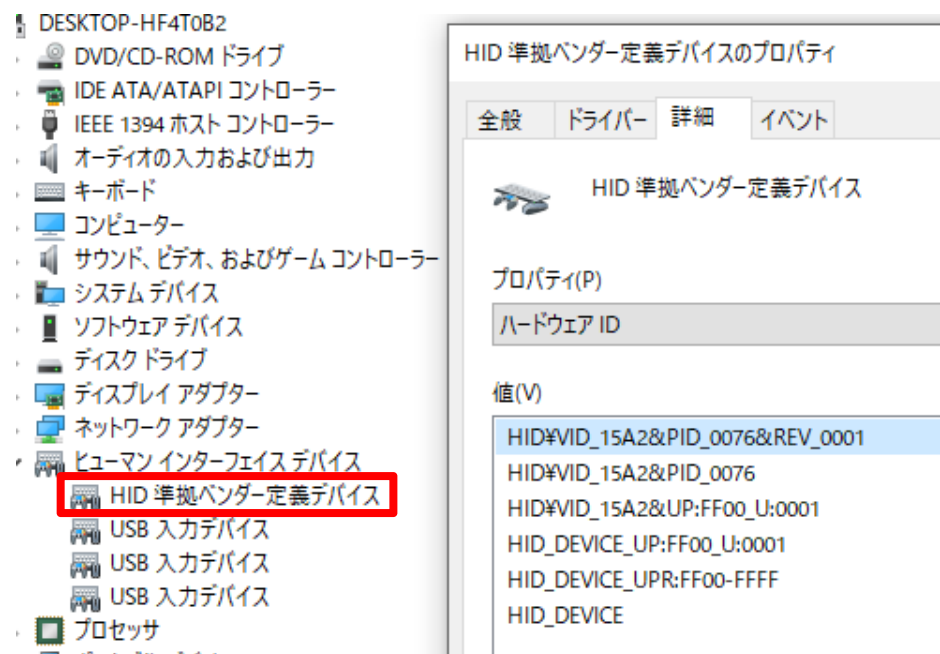 DESKTOP-HF4T0B2
DVD/CD-ROM ドライブ
IDE ATA/ATAPI コントローラー
IEEE 1394 ホスト コントローラー
オーディオの入力および出力
キーボード
コンピューター
サウンド、ビデオ、およびゲーム コントローラー
システム デバイス
ソフトウェア デバイス
ディスク ドライブ
ディスプレイ アダプター
ネットワーク アダプター
ヒューマン インターフェイス デバイス
HID 準拠ベンダー定義デバイス
USB 入力デバイス
USB 入力デバイス
USB 入力デバイス
プロセッサ
HID 準拠ベンダー定義デバイスのプロパティ
全般 ドライバー 詳細 イベント
HID 準拠ベンダー定義デバイス
プロパティ(P)
ハードウェア ID
値(V)
HID¥VID_15A2&PID_0076&REV_0001
HID¥VID_15A2&PID_0076
HID¥VID_15A2&UP:FF00_U:0001
HID_DEVICE_UP:FF00_U:0001
HID_DEVICE_UPR:FF00-FFFF
HID_DEVICE